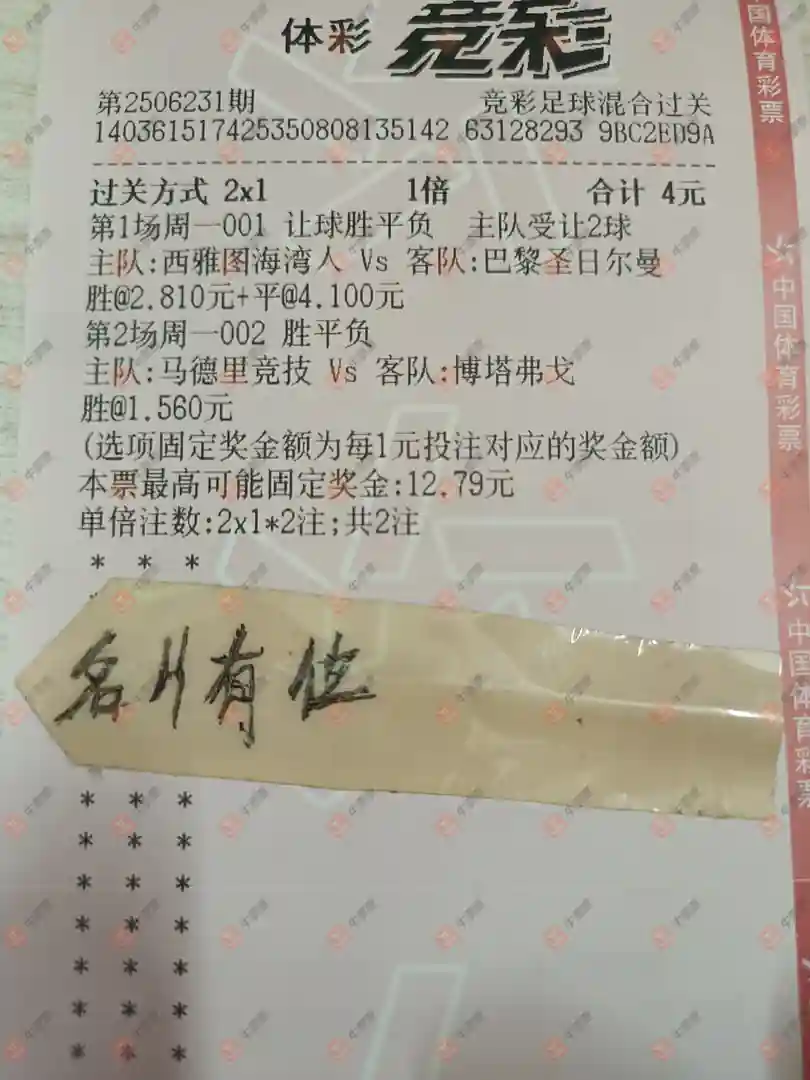 体彩 竞彩
第2506231期 竞彩足球混合过关
140361517425350808135142 63128293 9BC2ED9A
过关方式 2x1 1倍 合计 4元
第1场周一001 让球胜平负 主队受让2球
主队:西雅图海湾人 Vs 客队:巴黎圣日尔曼
胜@2.810元+平@4.100元
第2场周一002 胜平负
主队:马德里竞技 Vs 客队:博塔弗戈
胜@1.560元
(选项固定奖金额为每1元投注对应的奖金额)
本票最高可能固定奖金:12.79元
单倍注数:2x1*2注;共2注
* * *
名片有位
* * *
* * *
* * *
* * *
* * *
* * *
* * *
国体育彩票
中国体育彩票
中国体育彩票